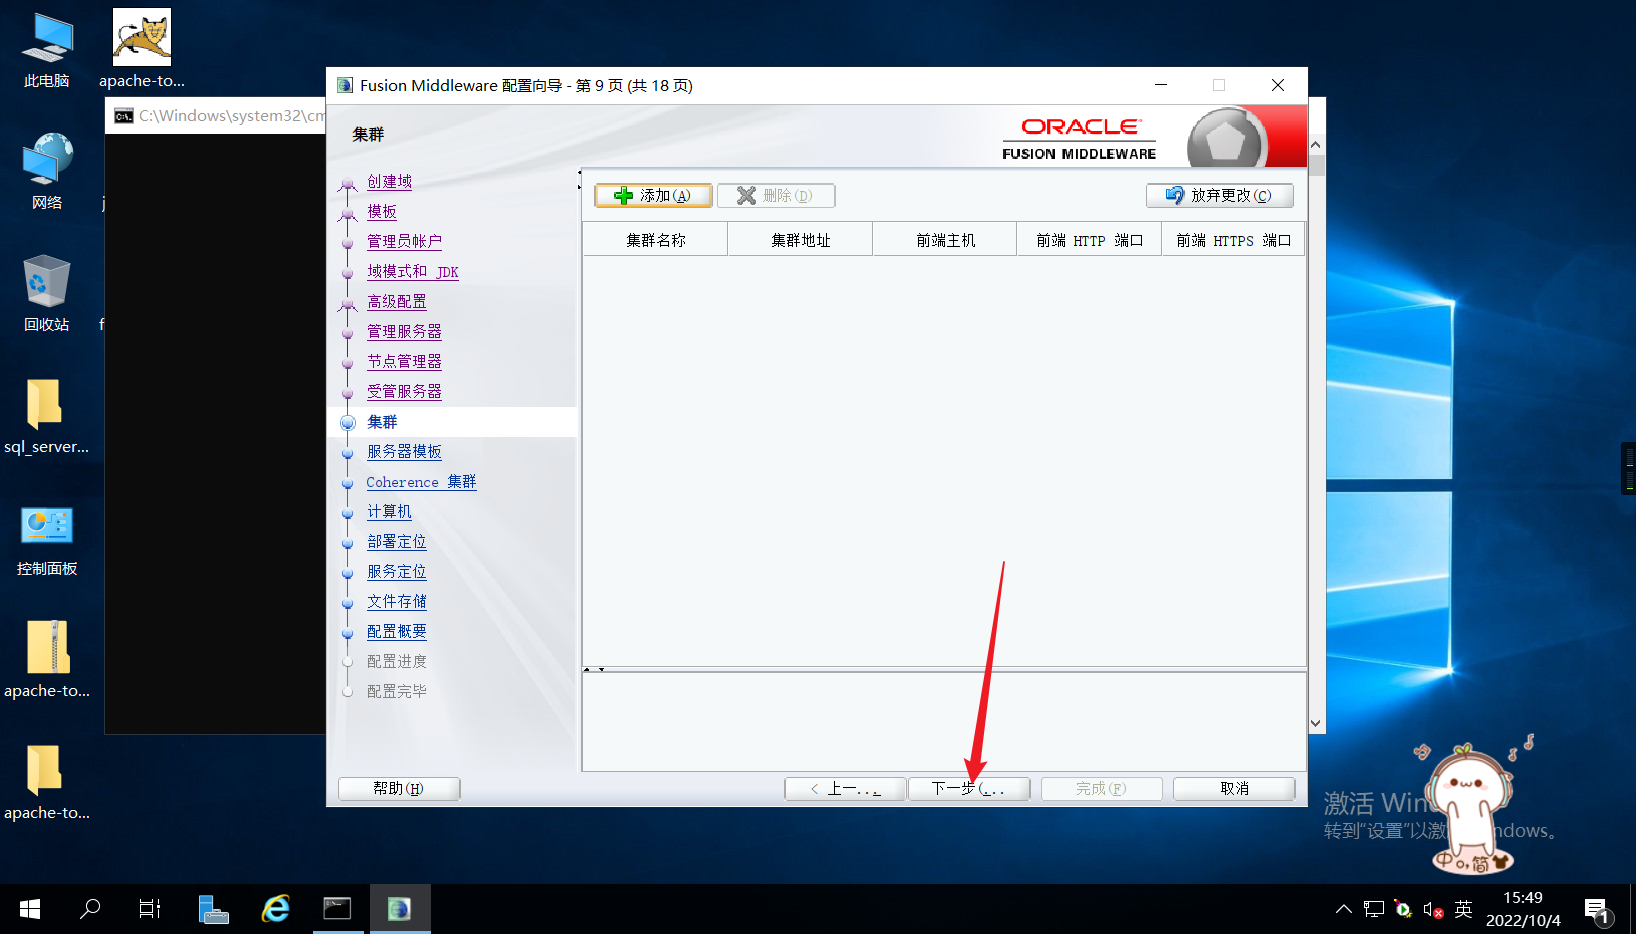 此电脑
apache-to...
网络
回收站
sql_server...
控制面板
apache-to...
apache-to...
C:\Windows\system32\cm
Fusion Middleware 配置向导 - 第 9 页 (共 18 页)
集群
ORACLE
FUSION MIDDLEWARE
创建域
模板
管理员帐户
域模式和 JDK
高级配置
管理服务器
节点管理器
受管服务器
集群
服务器模板
Coherence 集群
计算机
部署定位
服务定位
文件存储
配置概要
配置进度
配置完毕
添加(A)
删除(D)
放弃更改(C)
集群名称
集群地址
前端主机
前端 HTTP 端口
前端 HTTPS 端口
帮助(H)
< 上一...
下一步(...
完成(F)
取消
激活 Win
转到"设置"以激 ndows。
中 简
英
15:49
2022/10/4
1